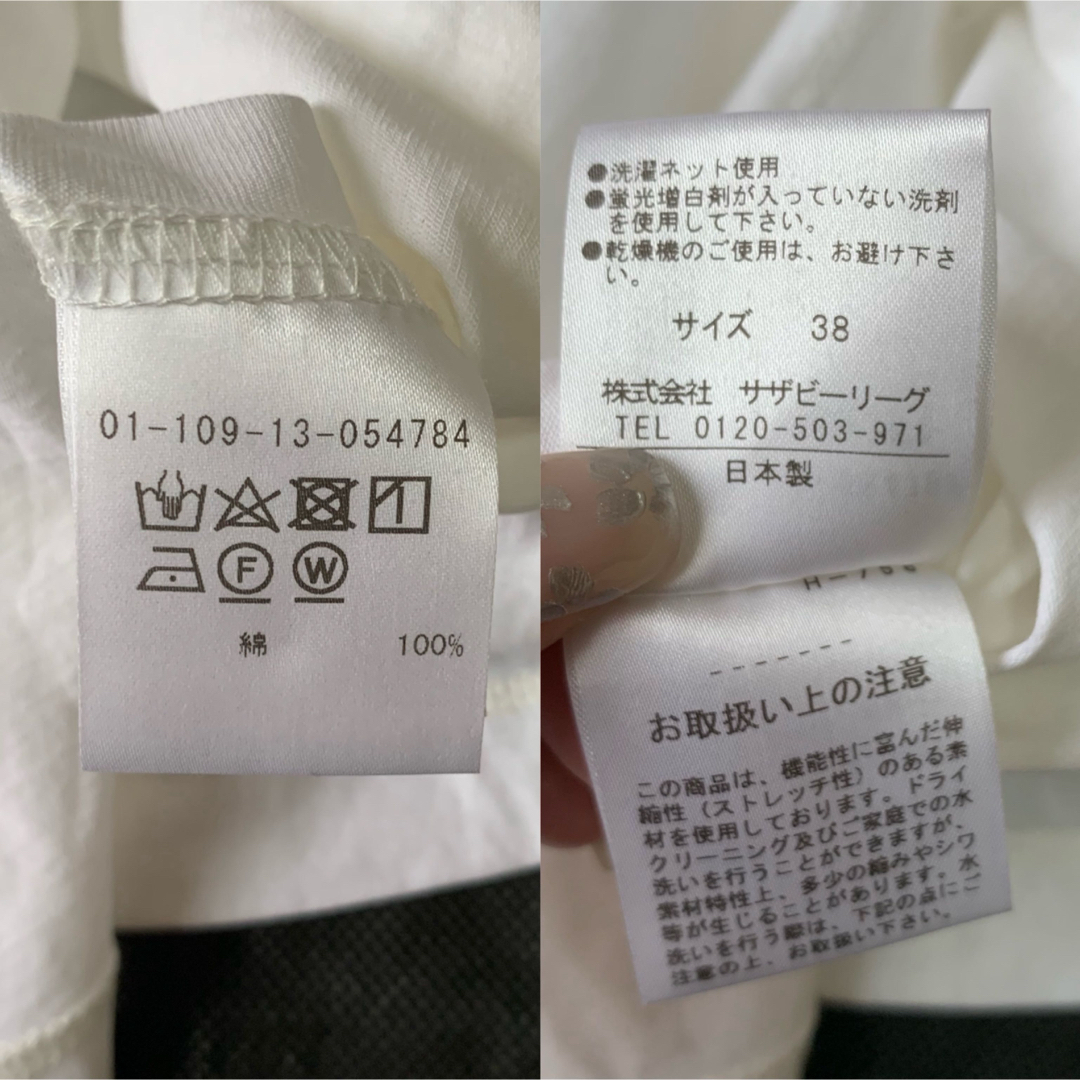 01-109-13-054784
F W
綿 100%
●洗濯ネット使用
●蛍光増白剤が入っていない洗剤
を使用して下さい。
●乾燥機のご使用は、お避け下さ
い。
サイズ 38
株式会社 サザビーリーグ
TEL 0120-503-971
日本製
お取扱い上の注意
この商品は、機能性に富んだ伸
縮性（ストレッチ性）のある素
材を使用しております。ドライ
クリーニング及びご家庭での水
洗いを行うことができますが、
素材特性上、多少の縮みやシワ
等が生じることがあります。水
洗いを行う際は、下記の点にご
注意の上、お取扱い下さい。